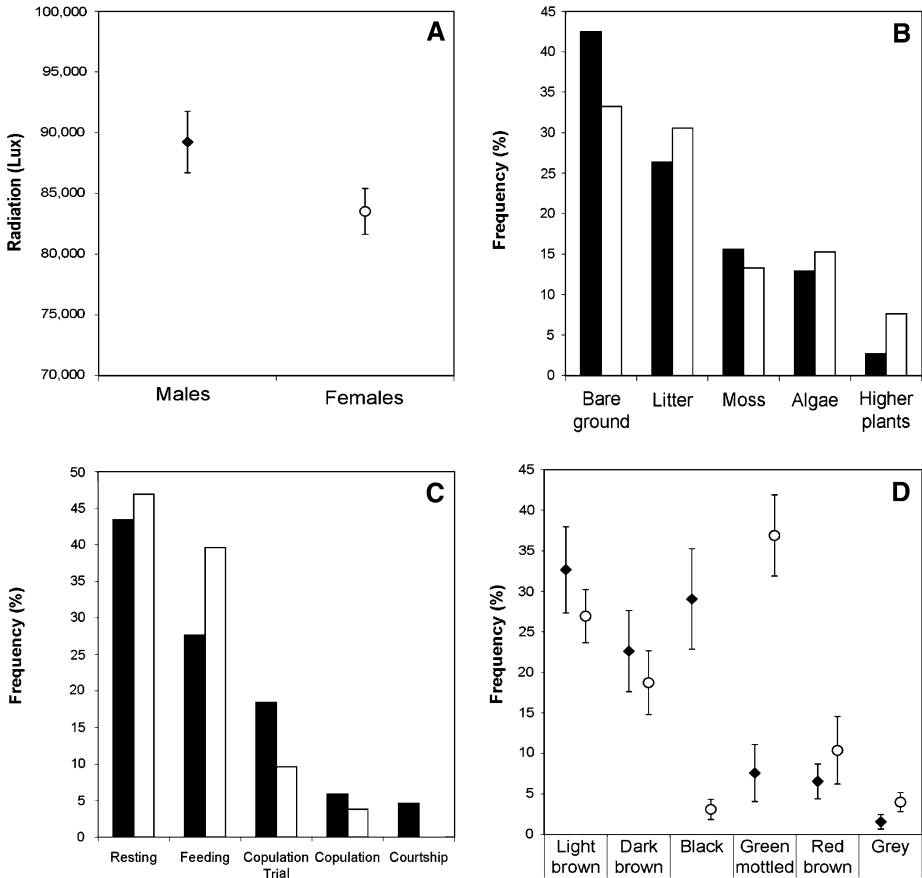 A
Radiation (Lux)
100,000
95,000
90,000
85,000
80,000
75,000
70,000
Males
Females
B
Frequency (%)
45
40
35
30
25
20
15
10
5
0
Bare ground
Litter
Moss
Algae
Higher plants
C
Frequency (%)
50
45
40
35
30
25
20
15
10
5
0
Resting
Feeding
Copulation Trial
Copulation
Courtship
D
Frequency (%)
45
40
35
30
25
20
15
10
5
0
Light brown
Dark brown
Black
Green mottled
Red brown
Grey